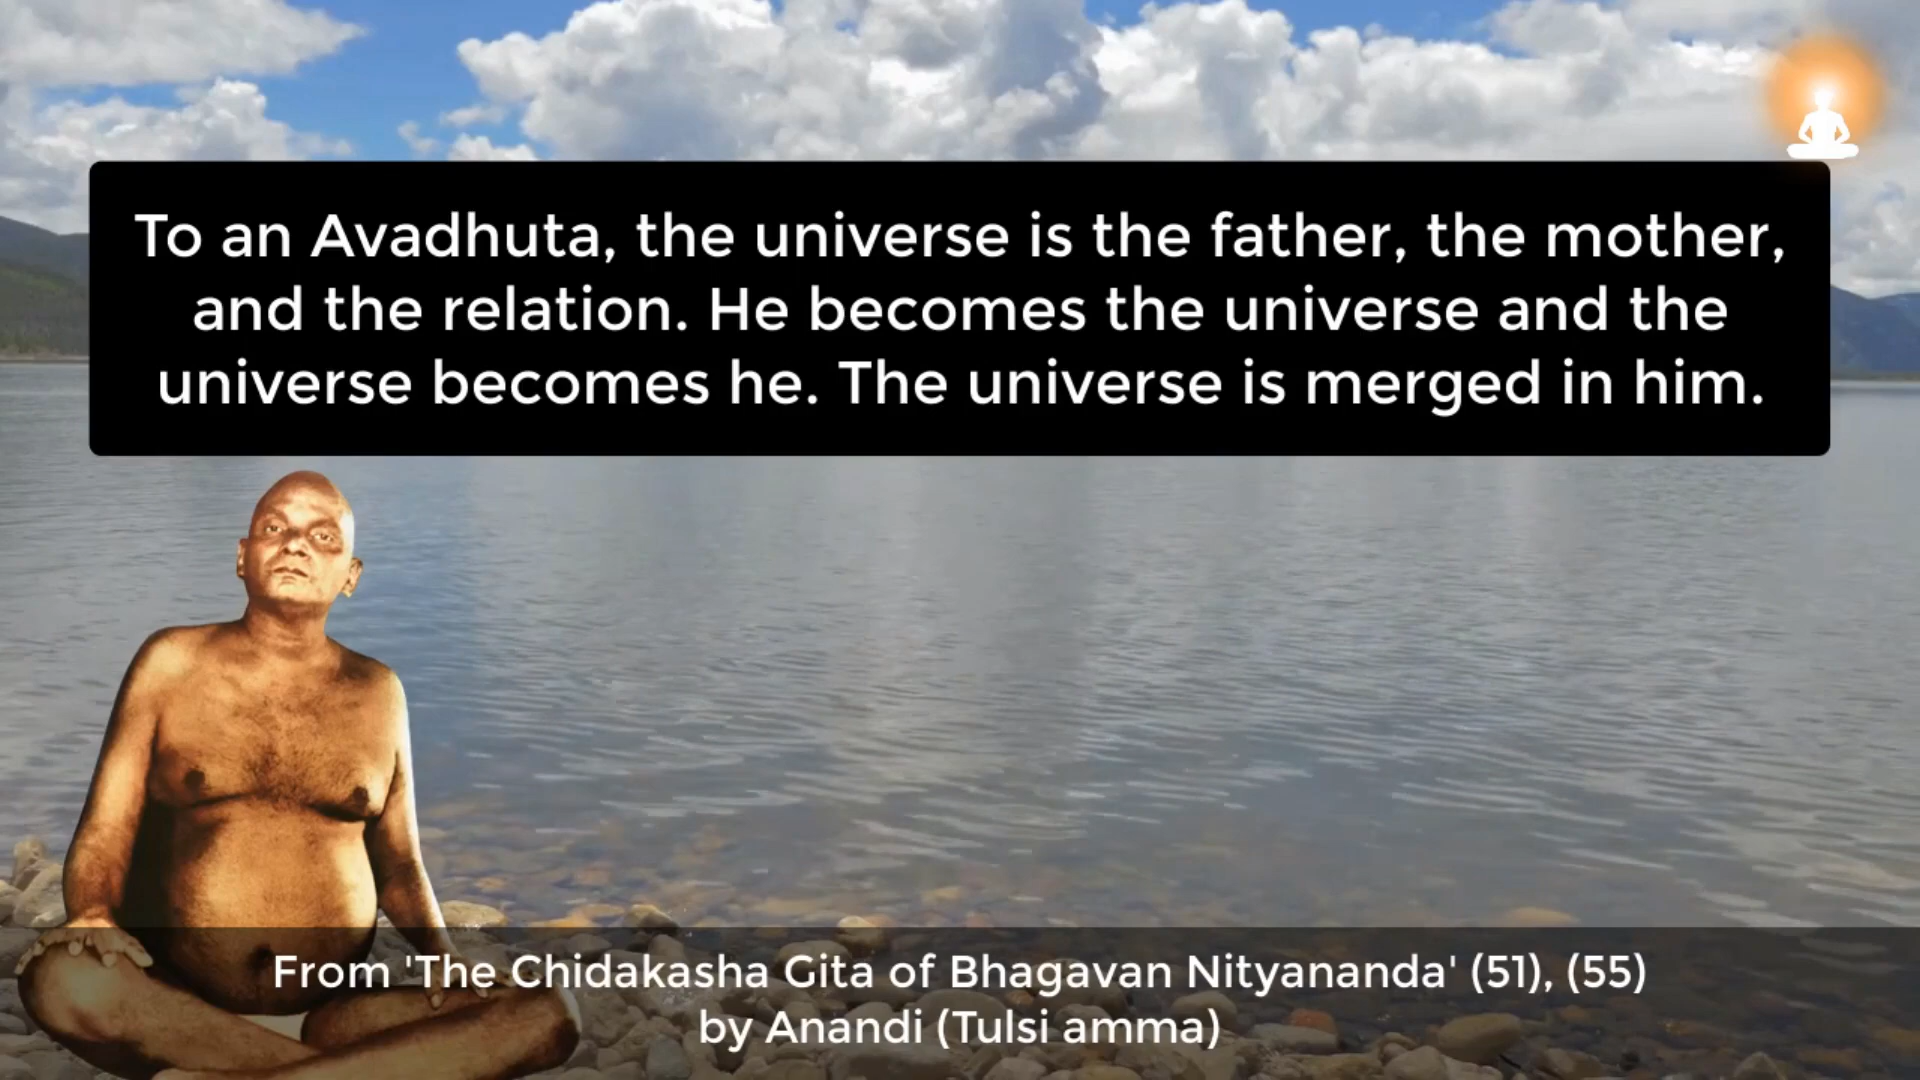 To an Avadhuta, the universe is the father, the mother,
and the relation. He becomes the universe and the
universe becomes he. The universe is merged in him.
From 'The Chidakasha Gita of Bhagavan Nityananda' (51), (55)
by Anandi (Tulsi amma)